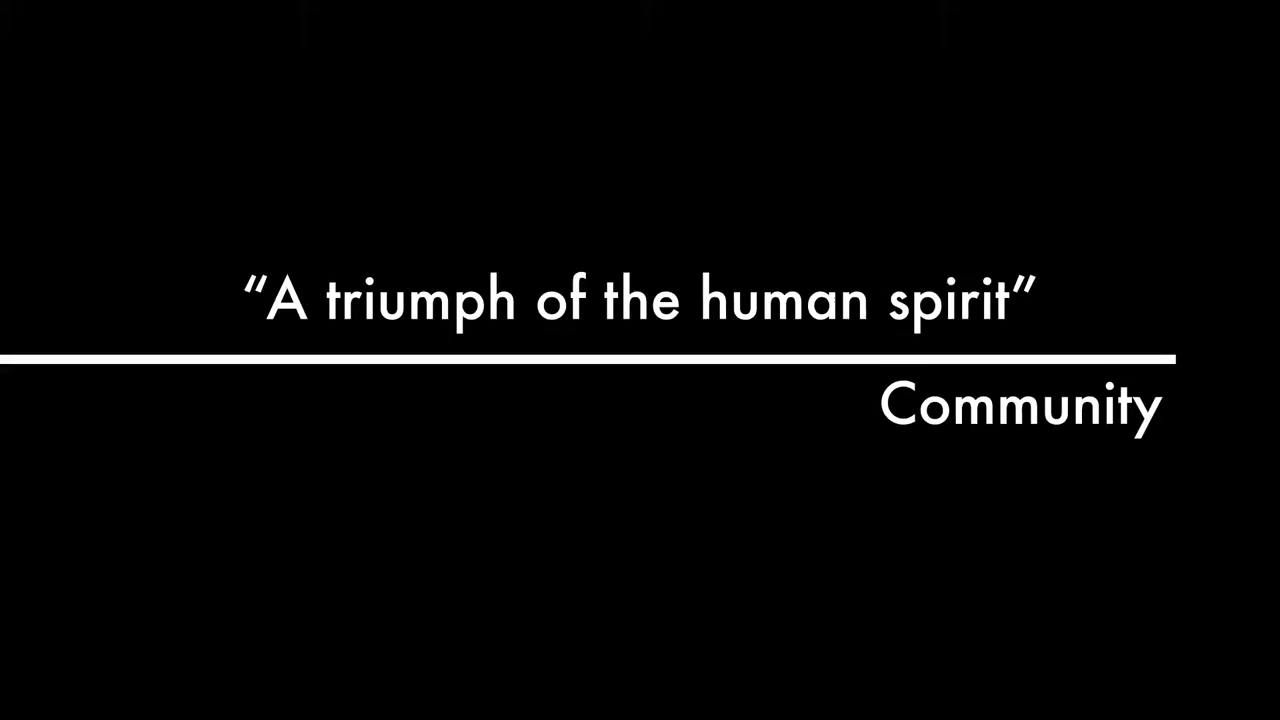 “A triumph of the human spirit”
Community